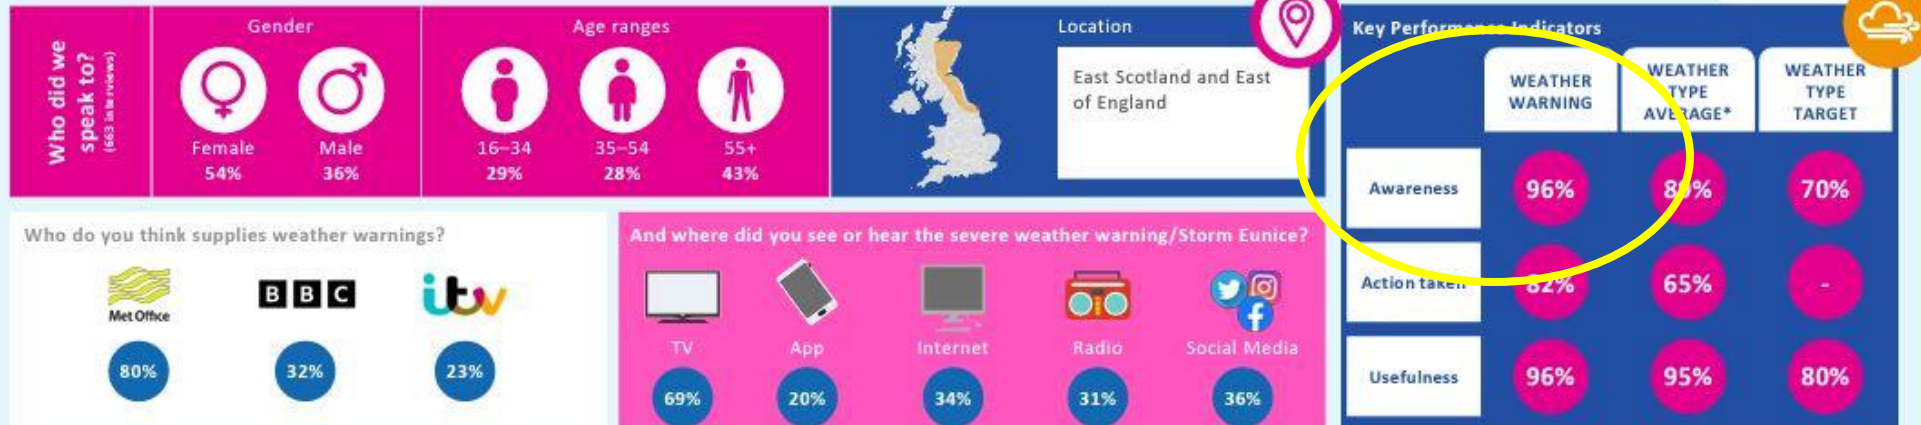 Who did we
speak to?
(663 interviews)
Gender
Female
54%
Male
36%
Age ranges
16–34
29%
35–54
28%
55+
43%
Location
East Scotland and East
of England
Key Performance Indicators
WEATHER
WARNING
WEATHER
TYPE
AVERAGE*
WEATHER
TYPE
TARGET
Awareness
96%
70%
Action taken
82%
65%
-
Usefulness
96%
95%
80%
Who do you think supplies weather warnings?
Met Office
80%
BBC
32%
itv
23%
And where did you see or hear the severe weather warning/Storm Eunice?
TV
69%
App
20%
Internet
34%
Radio
31%
Social Media
36%